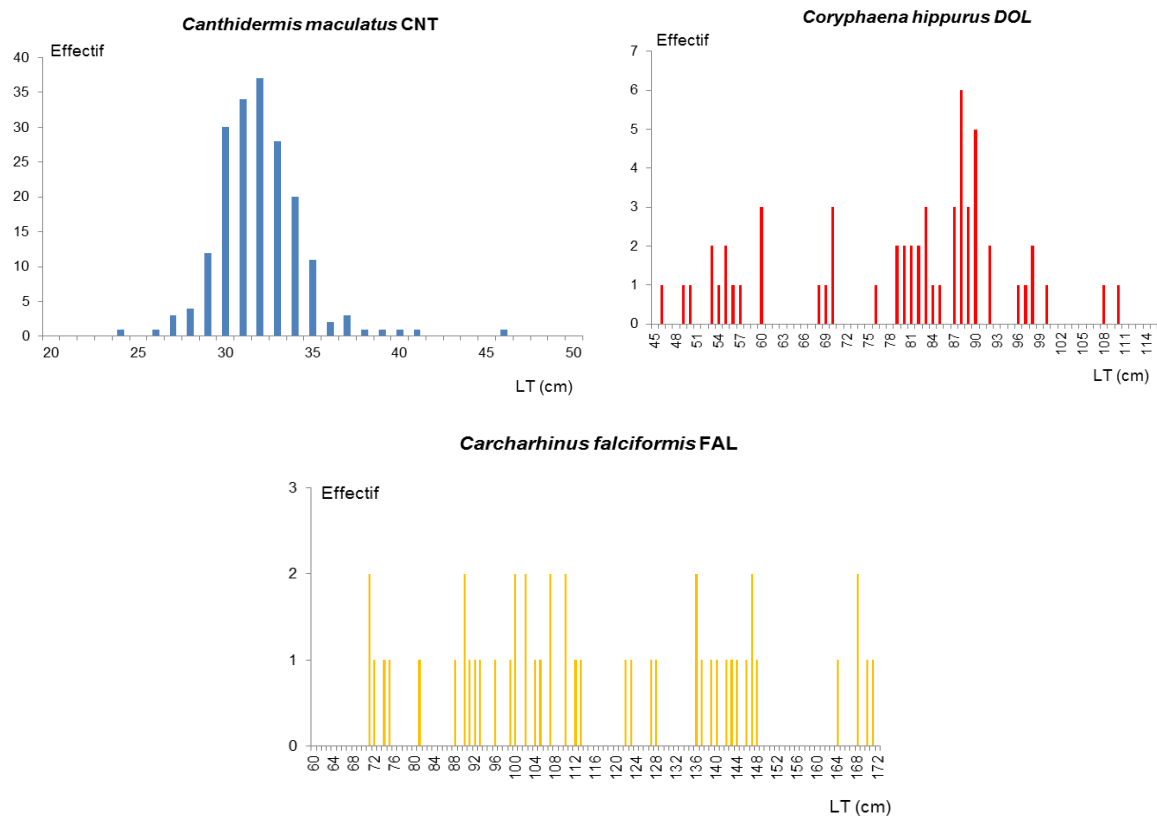 Canthidermis maculatus CNT
Effectif
40
35
30
25
20
15
10
5
0
20 25 30 35 40 45 50
LT (cm)
Coryphaena hippurus DOL
Effectif
7
6
5
4
3
2
1
0
45 48 51 54 57 60 63 66 69 72 75 78 81 84 87 90 93 96 99 102 105 108 111 114
LT (cm)
Carcharhinus falciformis FAL
Effectif
3
2
1
0
60 64 68 72 76 80 84 88 92 96 100 104 108 112 116 120 124 128 132 136 140 144 148 152 156 160 164 168 172
LT (cm)